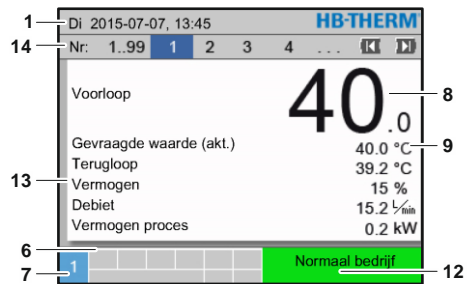 1 Di 2015-07-07, 13:45 HB-THERM
14 Nr: 1..99 1 2 3 4 ...
Voorloop 40.0 8
Gevraagde waarde (akt.) 40.0 °C 9
Terugloop 39.2 °C
13 Vermogen 15 %
Debiet 15.2 L/min
Vermogen proces 0.2 kW
6
7 1 Normaal bedrijf 12